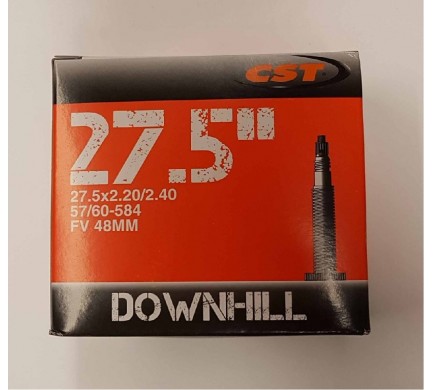 CST
27.5"
27.5x2.20/2.40
57/60-584
FV 48MM
DOWNHILL